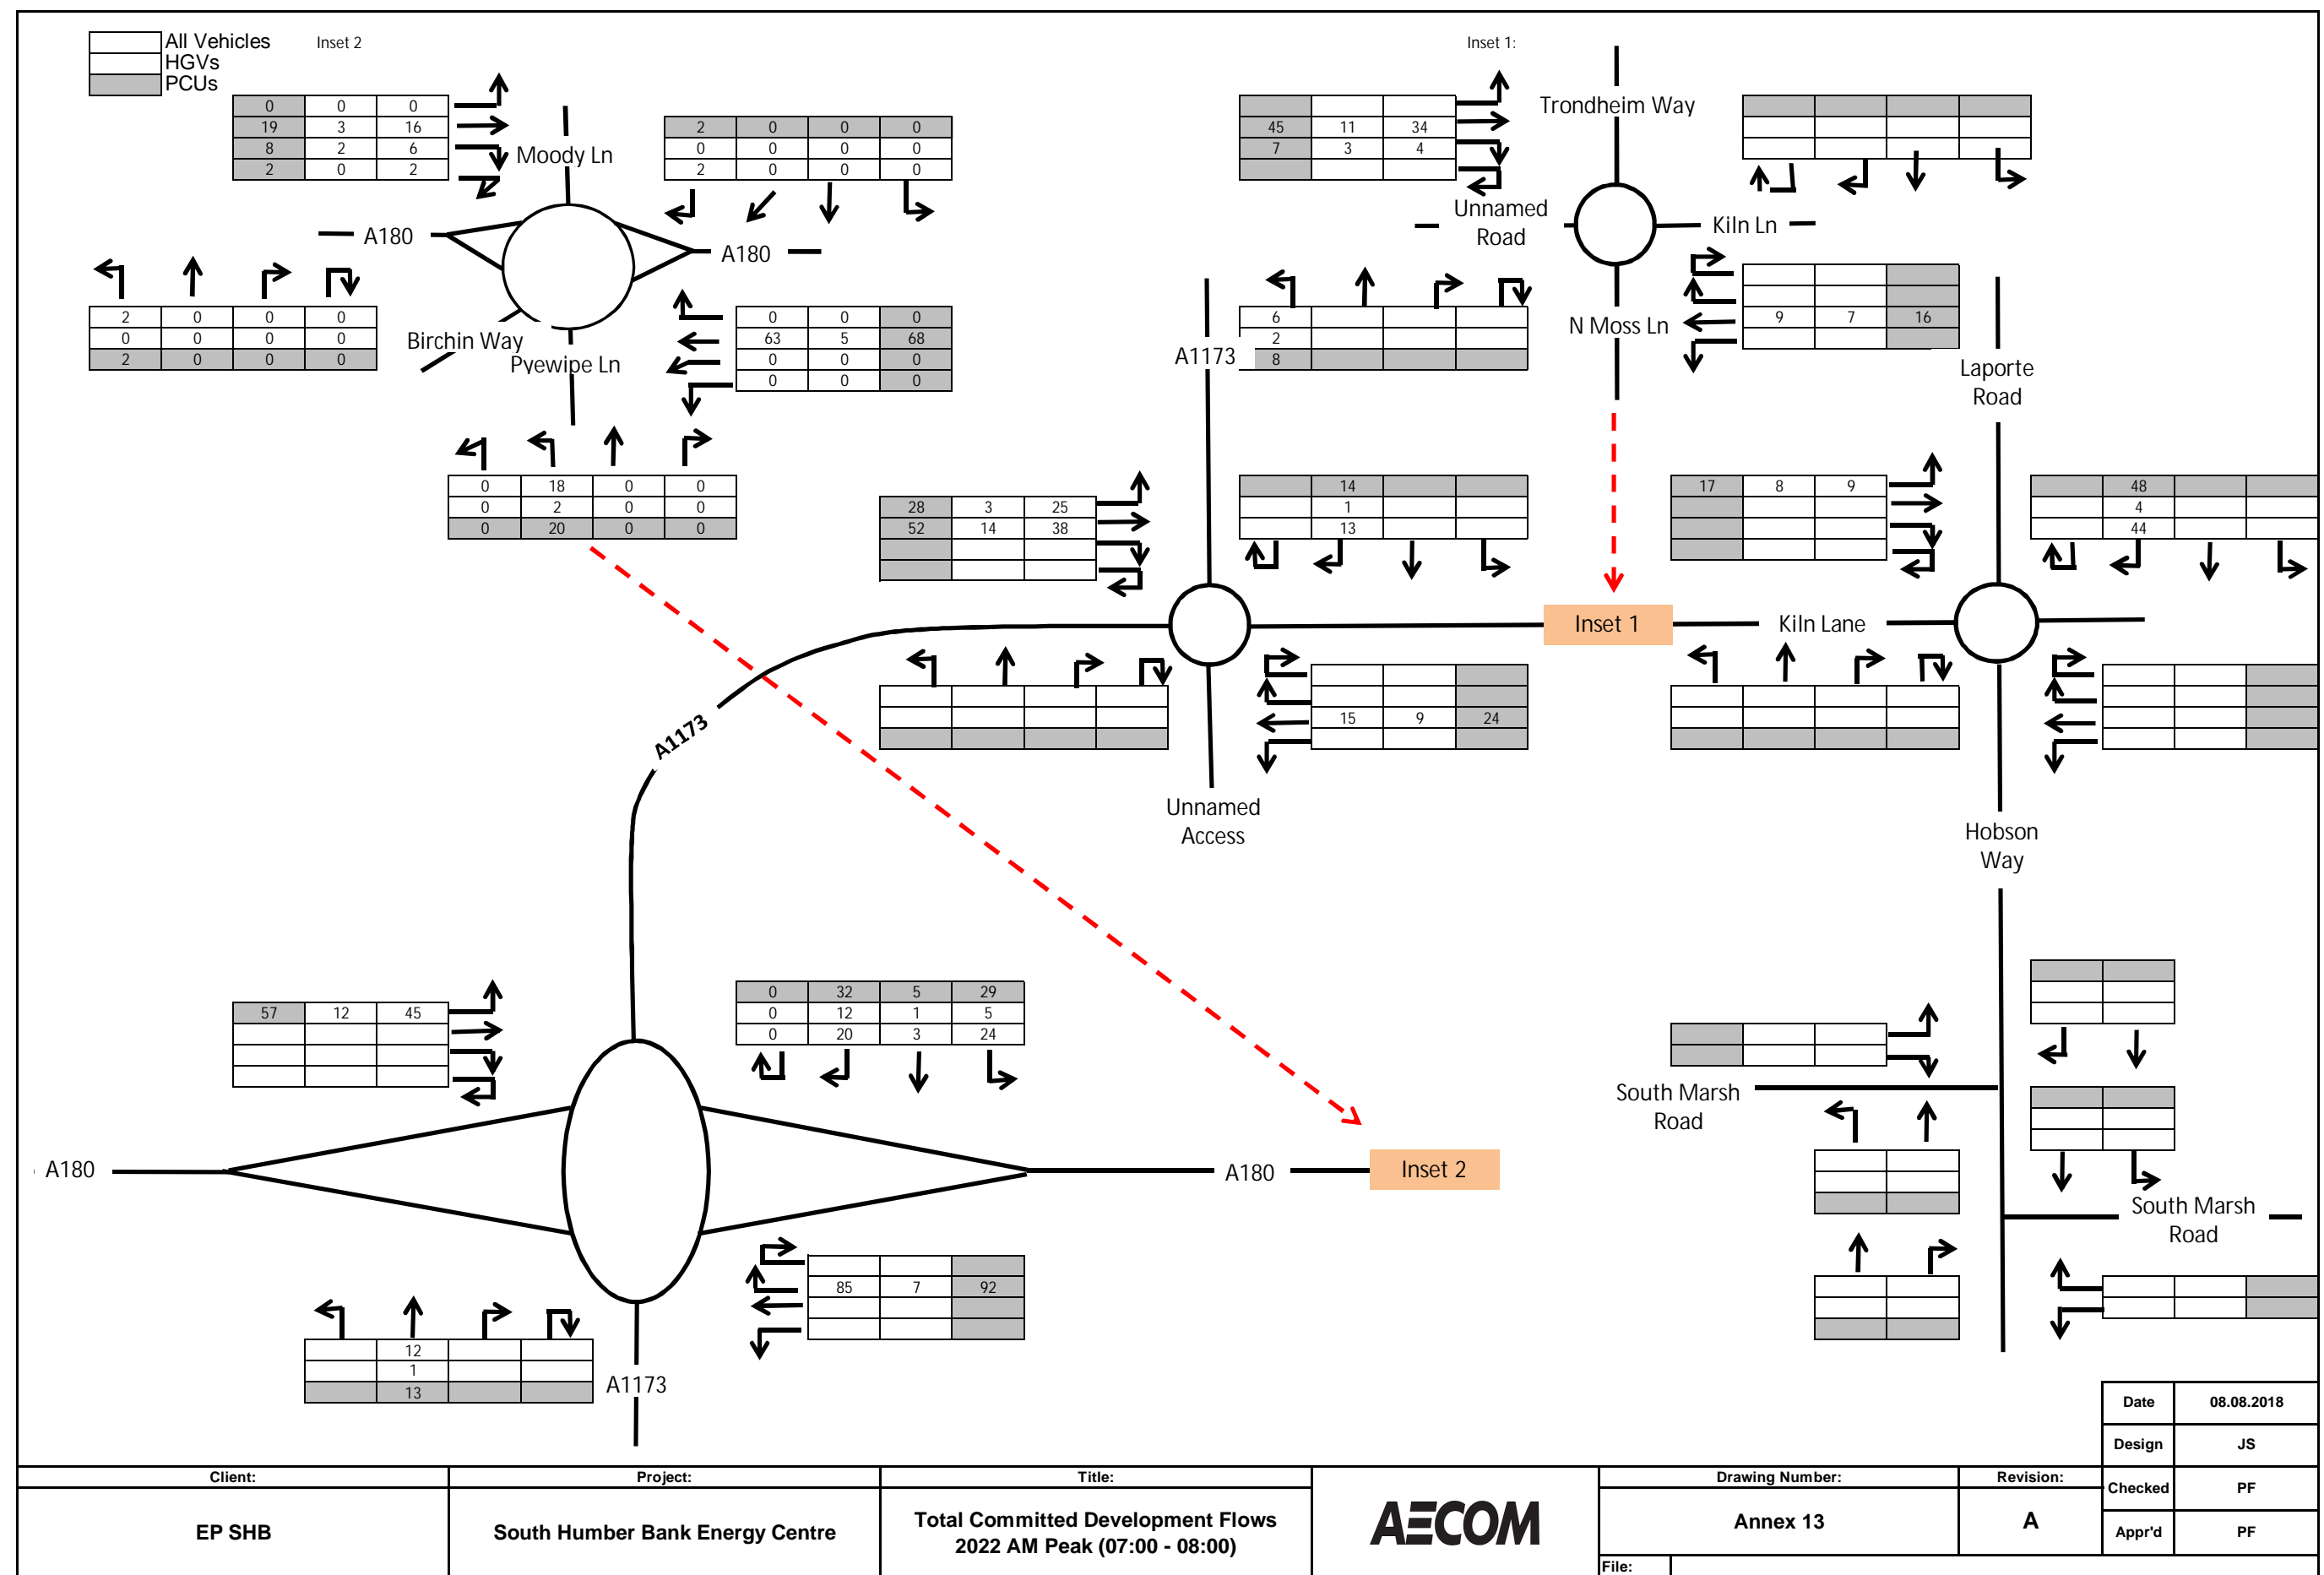 All Vehicles
HGVs
PCUs
Inset 2
0 0 0
19 3 16
8 2 6
2 0 2
Moody Ln
2 0 0 0
0 0 0 0
2 0 0 0
A180
A180
2 0 0 0
0 0 0 0
2 0 0 0
Birchin Way
Pyewipe Ln
0 0 0
63 5 68
0 0 0
0 0 0
0 18 0 0
0 2 0 0
0 20 0 0
Inset 1:
45 11 34
7 3 4
Trondheim Way
Unnamed
Road
Kiln Ln
N Moss Ln
6
2
8
9 7 16
A1173
Laporte
Road
28 3 25
52 14 38
14
1
13
17 8 9
48
4
44
Inset 1
Kiln Lane
15 9 24
A1173
Unnamed
Access
Hobson
Way
57 12 45
0 32 5 29
0 12 1 5
0 20 3 24
South Marsh
Road
A180
A180
Inset 2
South Marsh
Road
85 7 92
12
1
13
A1173
Date 08.08.2018
Design JS
Checked PF
Appr'd PF
Client:
EP SHB
Project:
South Humber Bank Energy Centre
Title:
Total Committed Development Flows
2022 AM Peak (07:00 - 08:00)
AECOM
Drawing Number:
Annex 13
Revision:
A
File: